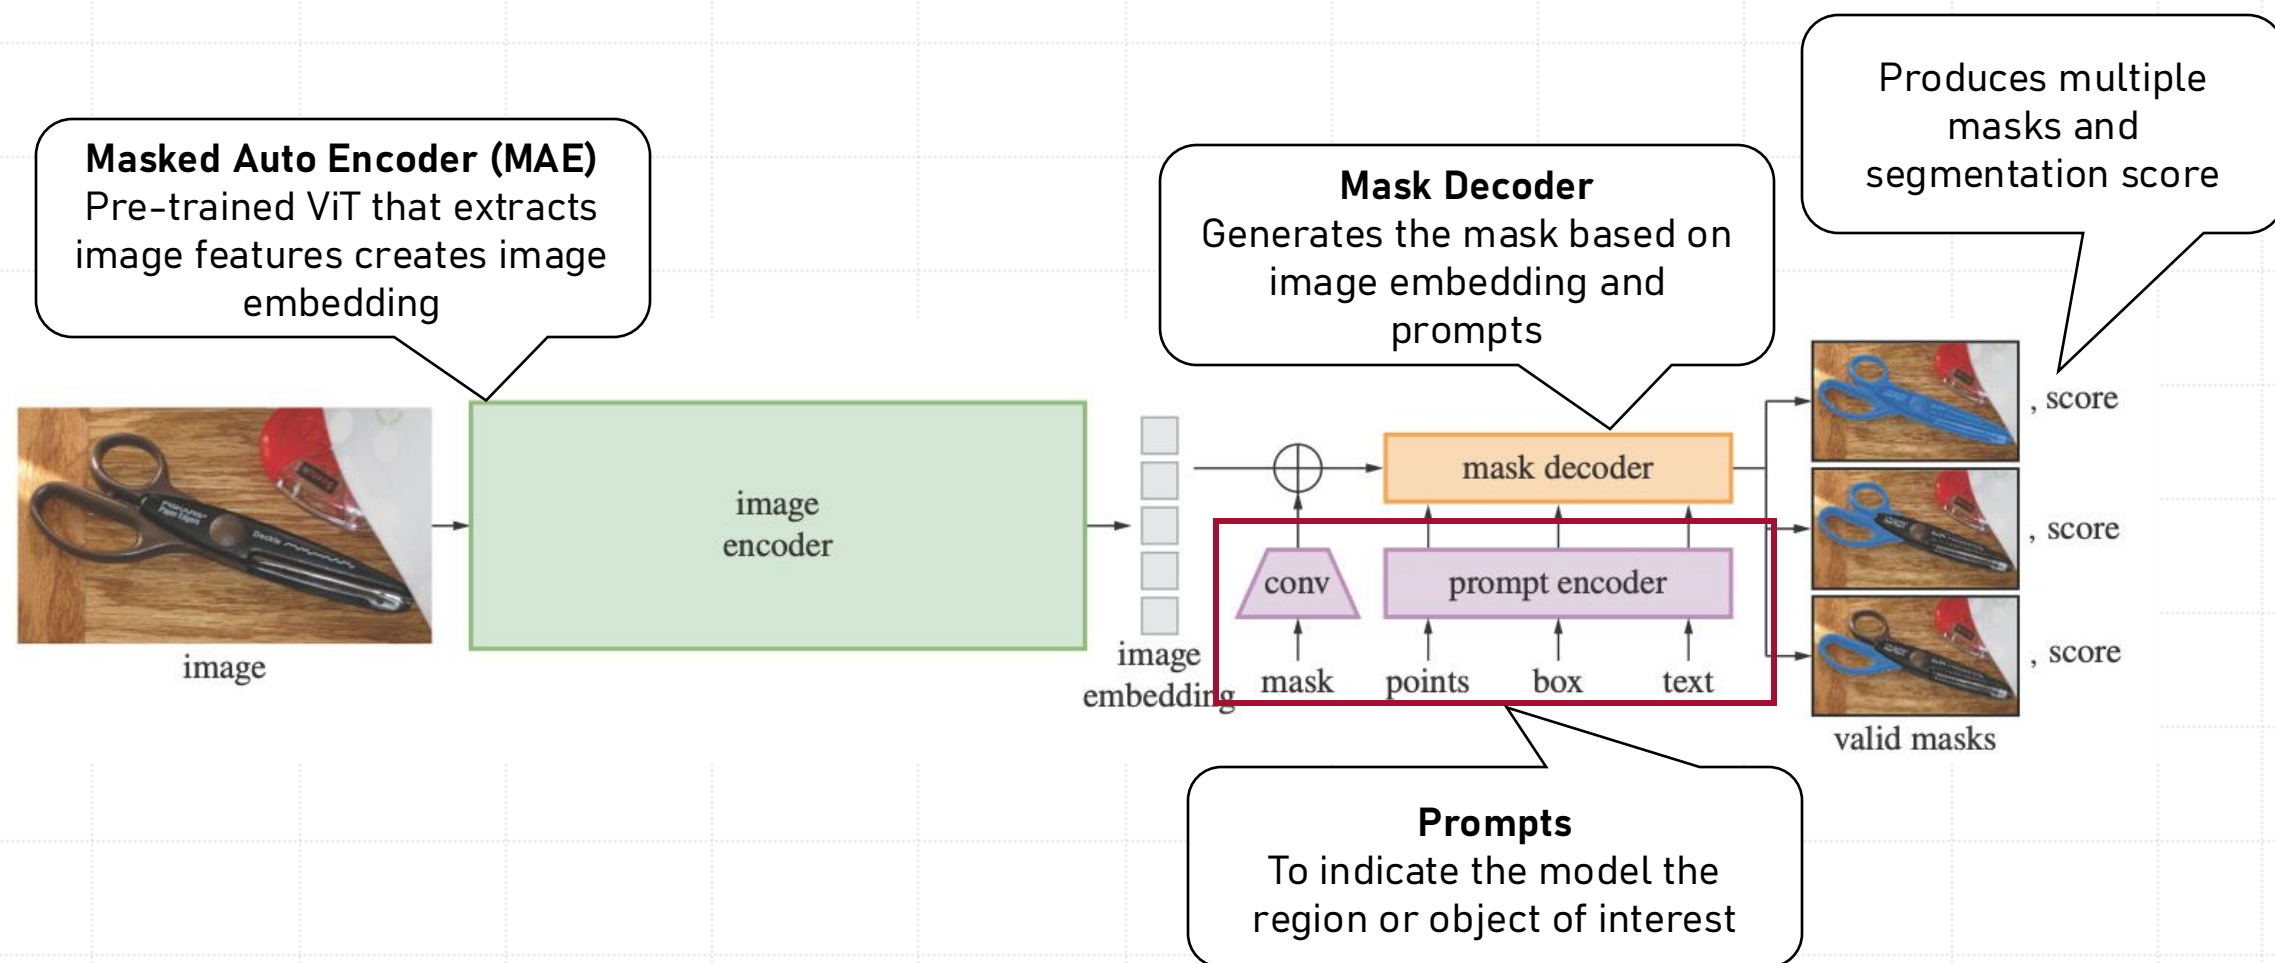 Produces multiple
masks and
segmentation score
Masked Auto Encoder (MAE)
Pre-trained ViT that extracts
image features creates image
embedding
Mask Decoder
Generates the mask based on
image embedding and
prompts
image
image
encoder
image
embedding
mask decoder
conv
prompt encoder
mask
points
box
text
, score
, score
, score
valid masks
Prompts
To indicate the model the
region or object of interest